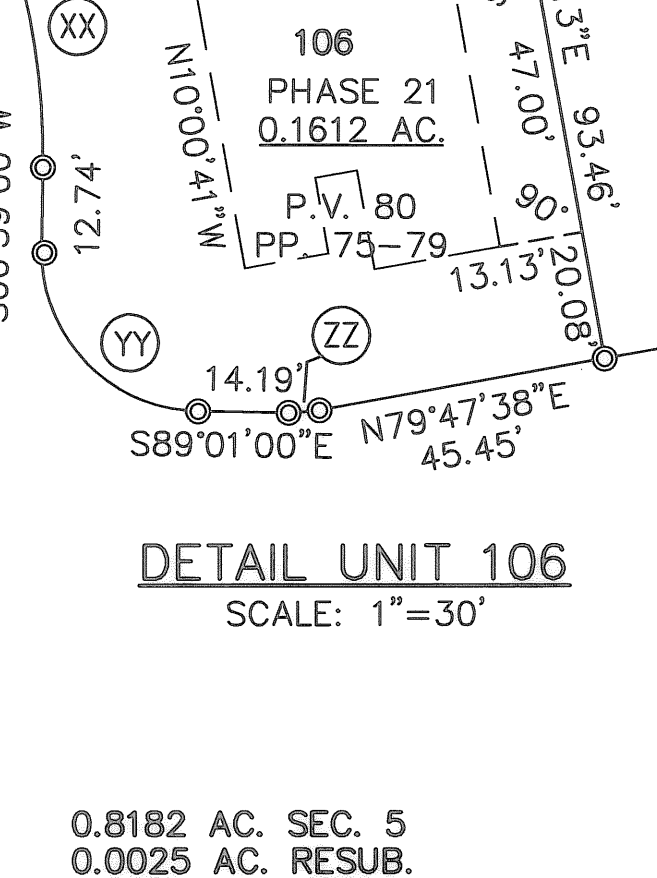 XX
106
PHASE 21
0.1612 AC.
P.V. 80
PP. 75-79
N10°00'41"W
47.00'
3"E 93.46'
90°
12.74'
13.13'
20.08'
YY
ZZ
14.19'
S89°01'00"E
N79°47'38"E
45.45'
DETAIL UNIT 106
SCALE: 1"=30'
0.8182 AC. SEC. 5
0.0025 AC. RESUB.